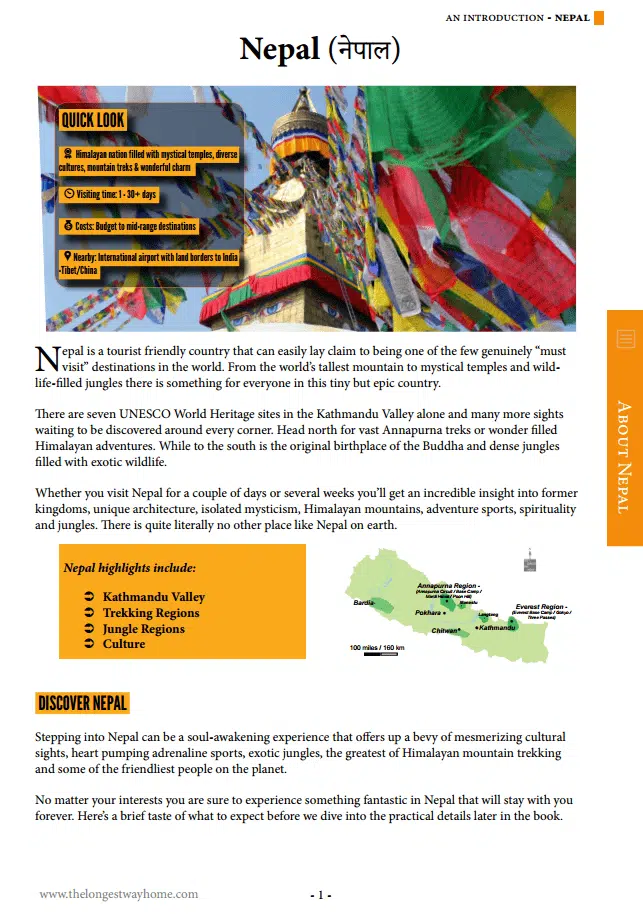 AN INTRODUCTION - NEPAL
Nepal (नेपाल)
QUICK LOOK
Himalayan nation filled with mystical temples, diverse
cultures, mountain treks & wonderful charm
Visiting time: 1 - 30+ days
Costs: Budget to mid-range destinations
Nearby: International airport with land borders to India
-Tibet/China
Nepal is a tourist friendly country that can easily lay claim to being one of the few genuinely “must
visit” destinations in the world. From the world’s tallest mountain to mystical temples and wild-
life-filled jungles there is something for everyone in this tiny but epic country.
There are seven UNESCO World Heritage sites in the Kathmandu Valley alone and many more sights
waiting to be discovered around every corner. Head north for vast Annapurna treks or wonder filled
Himalayan adventures. While to the south is the original birthplace of the Buddha and dense jungles
filled with exotic wildlife.
Whether you visit Nepal for a couple of days or several weeks you’ll get an incredible insight into former
kingdoms, unique architecture, isolated mysticism, Himalayan mountains, adventure sports, spirituality
and jungles. There is quite literally no other place like Nepal on earth.
About Nepal
Nepal highlights include:
Kathmandu Valley
Trekking Regions
Jungle Regions
Culture
Annapurna Region -
(Annapurna Circuit / Base Camp /
Mardi Himal / Poon Hill)
Manaslu
Bardia
Pokhara
Langtang
Everest Region -
(Everest Base Camp / Gokyo /
Three Passes)
Chitwan
Kathmandu
100 miles / 160 km
DISCOVER NEPAL
Stepping into Nepal can be a soul-awakening experience that offers up a bevy of mesmerizing cultural
sights, heart pumping adrenaline sports, exotic jungles, the greatest of Himalayan mountain trekking
and some of the friendliest people on the planet.
No matter your interests you are sure to experience something fantastic in Nepal that will stay with you
forever. Here’s a brief taste of what to expect before we dive into the practical details later in the book.
www.thelongestwayhome.com
- 1 -